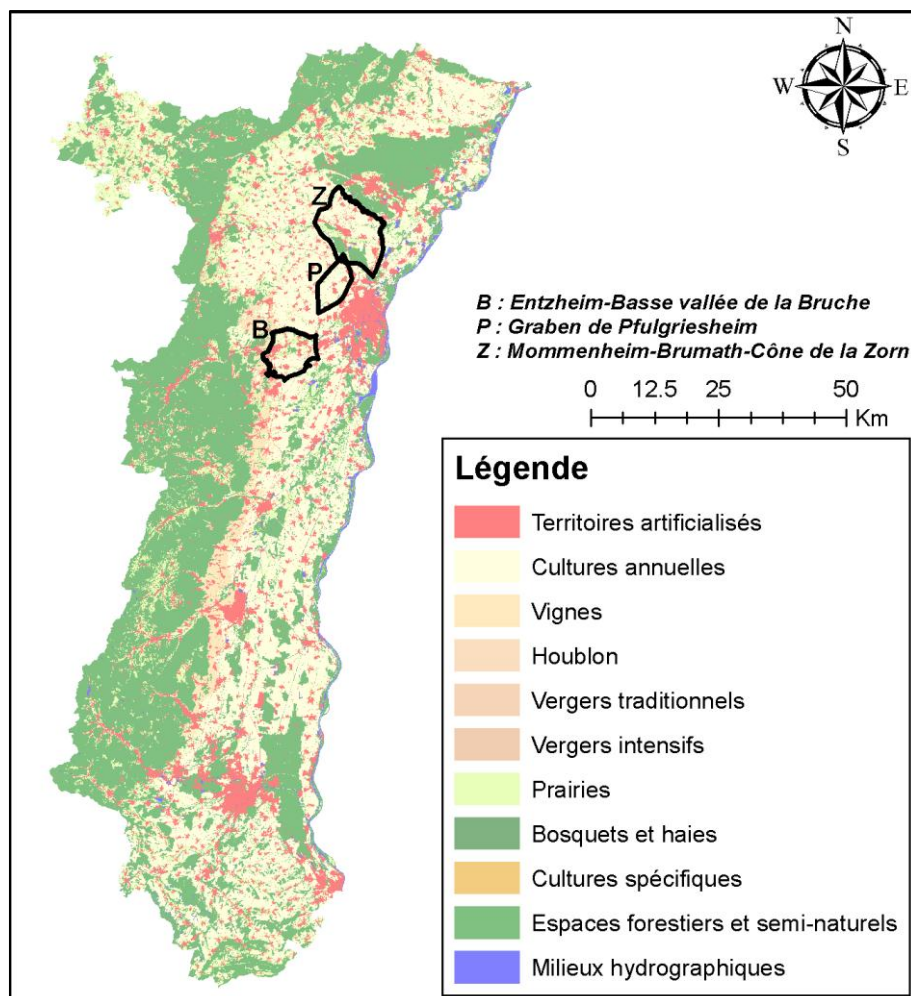 N
W E
S
Z
P
B
B : Entzheim-Basse vallée de la Bruche
P : Graben de Pfulgriesheim
Z : Mommenheim-Brumath-Cône de la Zorn
0 12.5 25 50
Km
Légende
Territoires artificialisés
Cultures annuelles
Vignes
Houblon
Vergers traditionnels
Vergers intensifs
Prairies
Bosquets et haies
Cultures spécifiques
Espaces forestiers et semi-naturels
Milieux hydrographiques